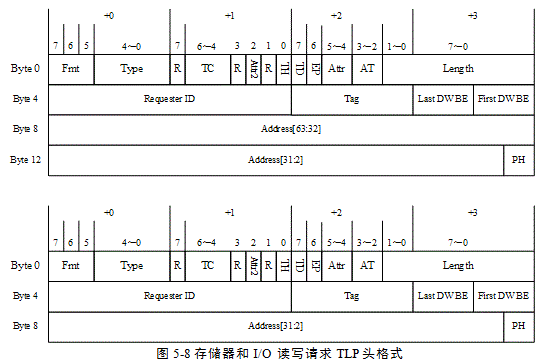 +0 +1 +2 +3
7 6 5 4～0 7 6～4 3 2 1 0 7 6 5～4 3～2 1～0 7～0
Byte 0 Fmt Type R TC R Attr2 R TH TD EP Attr AT Length
Byte 4 Requester ID Tag Last DWBE First DWBE
Byte 8 Address[63:32]
Byte 12 Address[31:2] PH
+0 +1 +2 +3
7 6 5 4～0 7 6～4 3 2 1 0 7 6 5～4 3～2 1～0 7～0
Byte 0 Fmt Type R TC R Attr2 R TH TD EP Attr AT Length
Byte 4 Requester ID Tag Last DWBE First DWBE
Byte 8 Address[31:2] PH
图 5-8 存储器和 I/O 读写请求 TLP 头格式